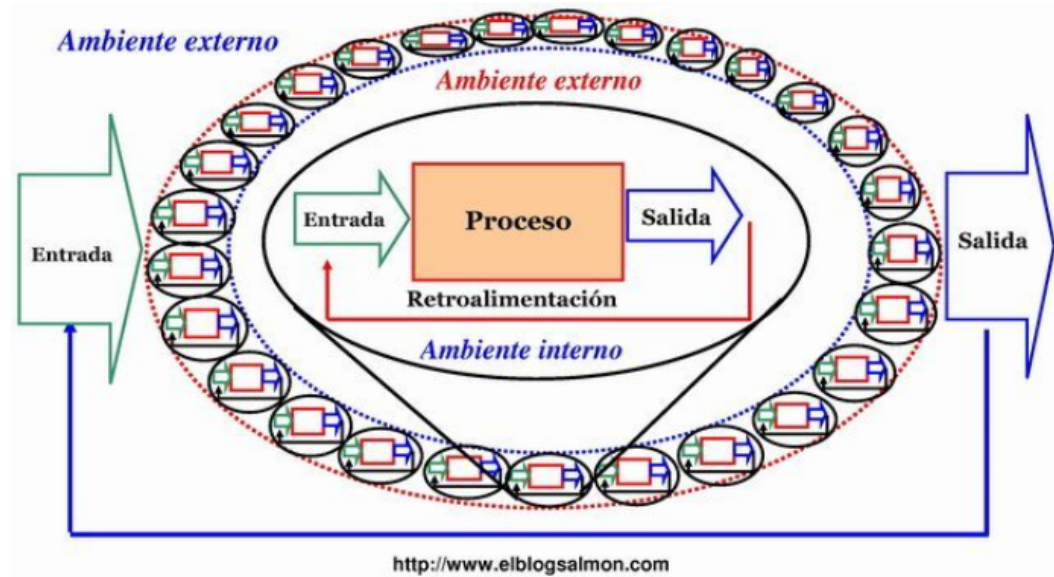 Ambiente externo
Ambiente externo
Entrada
Entrada
Proceso
Salida
Salida
Retroalimentación
Ambiente interno
http://www.elblogsalmon.com